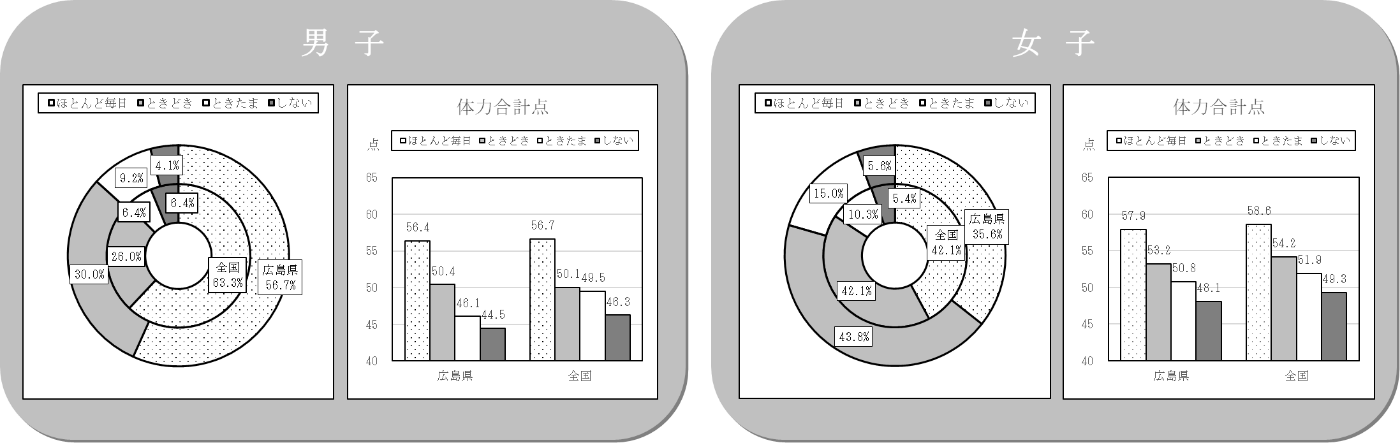 男 子
ほとんど毎日 ときどき ときたま しない
4.1%
9.2%
6.4%
6.4%
26.0%
30.0%
全国
63.3%
広島県
56.7%
体力合計点
点
ほとんど毎日 ときどき ときたま しない
65
60
55
50
45
40
56.4
50.4
46.1
44.5
56.7
50.1
49.5
46.3
広島県
全国
女 子
ほとんど毎日 ときどき ときたま しない
5.6%
15.0%
5.4%
10.3%
広島県
35.6%
全国
42.1%
42.1%
43.8%
体力合計点
点
ほとんど毎日 ときどき ときたま しない
65
60
55
50
45
40
57.9
53.2
50.8
48.1
58.6
54.2
51.9
49.3
広島県
全国